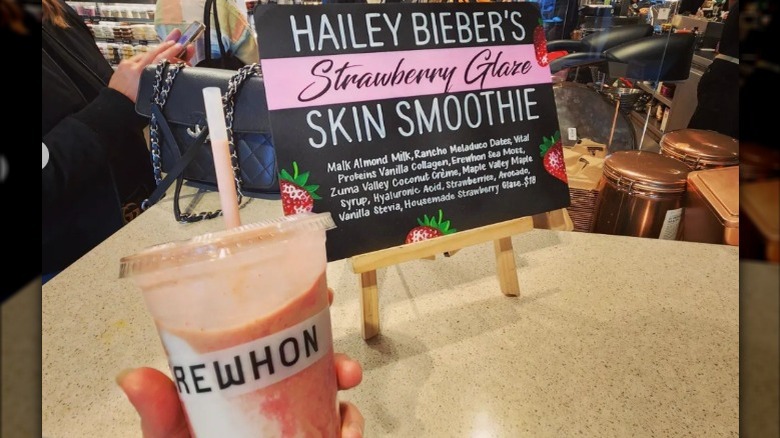 HAILEY BIEBER'S
Strawberry Glaze
SKIN SMOOTHIE
Malk Almond Milk, Rancho Meladuco Dates, Vital
Proteins Vanilla Collagen, Erewhon Sea Moss,
Zuma Valley Coconut Crème, Maple Valley Maple
Syrup, Hyaluronic Acid, Strawberries, Avocado,
Vanilla Stevia, Housemade Strawberry Glaze. $18
REWHON